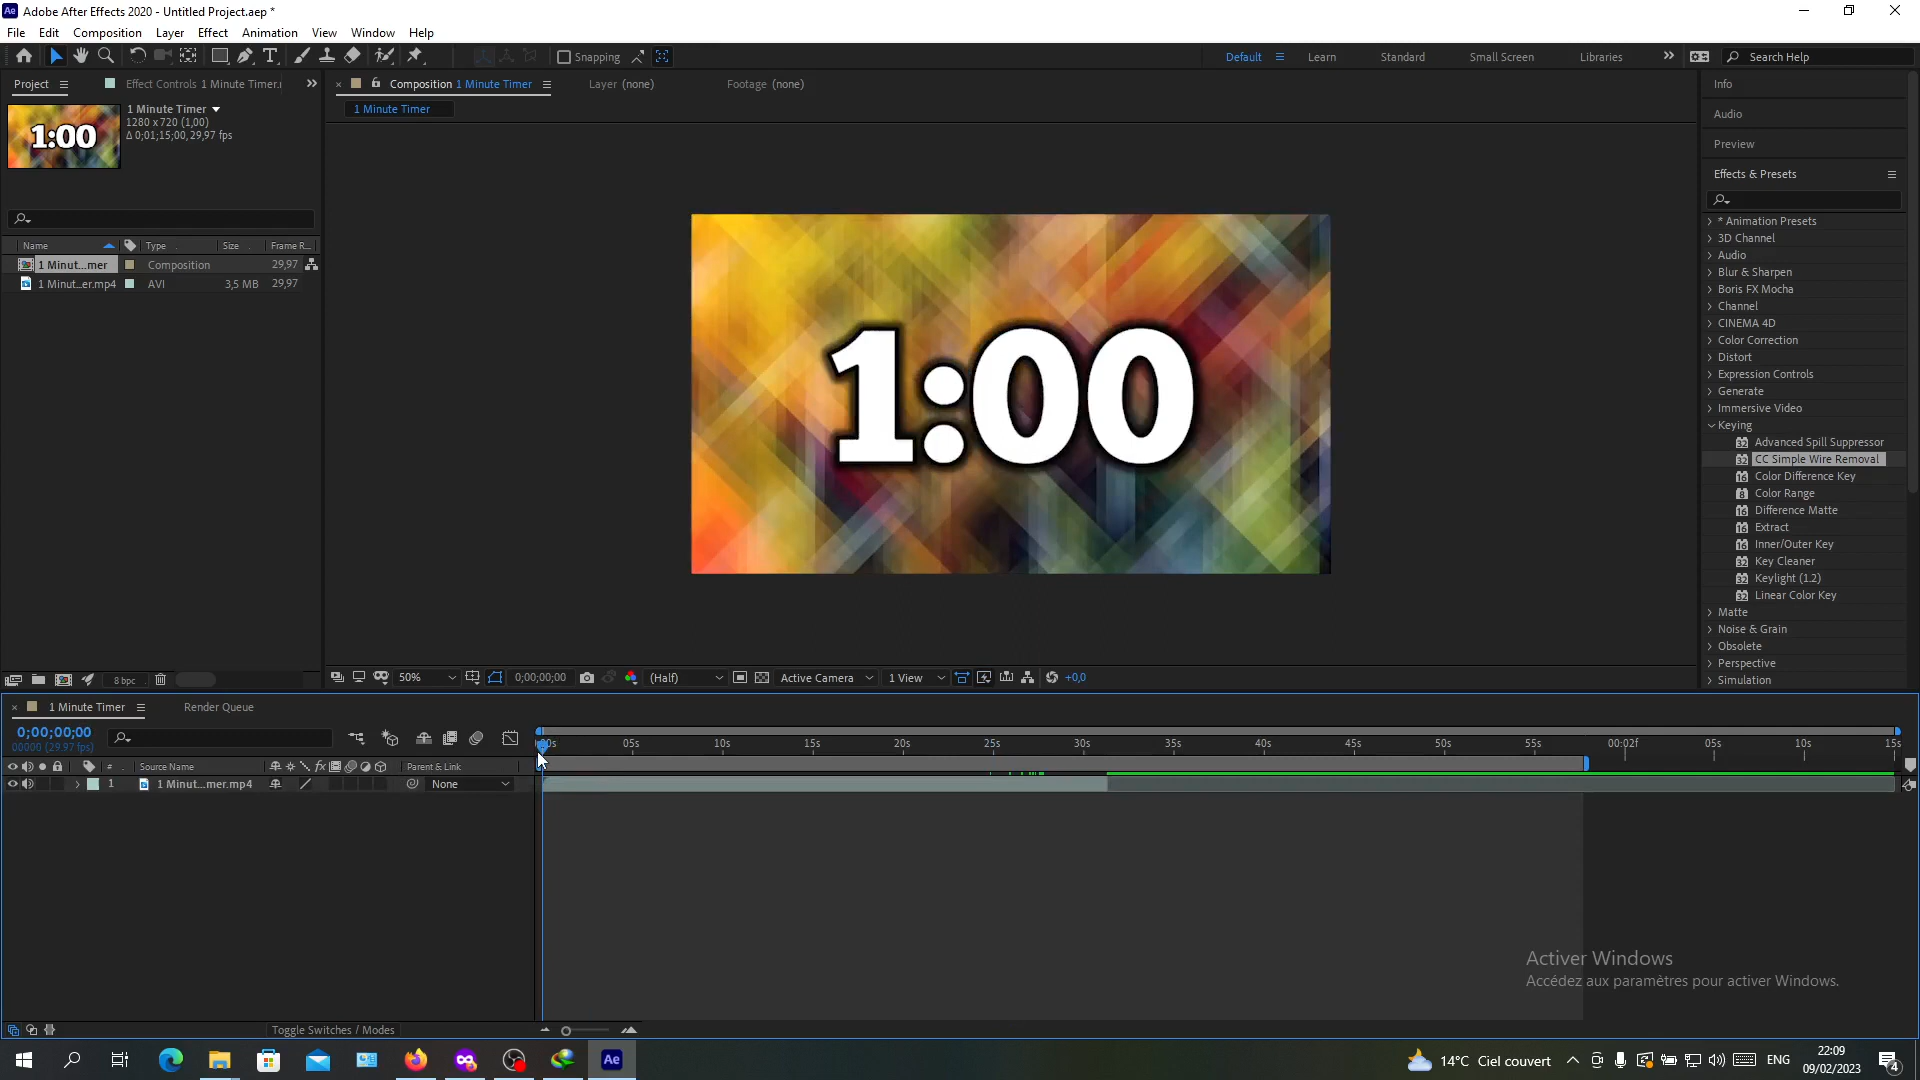 Adobe After Effects 2020 - Untitled Project.aep *
File Edit Composition Layer Effect Animation View Window Help
Snapping
Default Learn Standard Small Screen Libraries Search Help
Project Effect Controls 1 Minute Timer.
Composition 1 Minute Timer Layer (none) Footage (none)
1 Minute Timer
1 Minute Timer
1280 x 720 (1,00)
Δ 0;01;15;00, 29,97 fps
1:00
Name Type Size Frame R...
1 Minut...mer Composition 29,97
1 Minut...er.mp4 AVI 3,5 MB 29,97
8 bpc
1:00
50% 0;00;00;00 (Half) Active Camera 1 View +0,0
Info
Audio
Preview
Effects & Presets
* Animation Presets
3D Channel
Audio
Blur & Sharpen
Boris FX Mocha
Channel
CINEMA 4D
Color Correction
Distort
Expression Controls
Generate
Immersive Video
Keying
Advanced Spill Suppressor
CC Simple Wire Removal
Color Difference Key
Color Range
Difference Matte
Extract
Inner/Outer Key
Key Cleaner
Keylight (1.2)
Linear Color Key
Matte
Noise & Grain
Obsolete
Perspective
Simulation
1 Minute Timer Render Queue
0;00;00;00
00000 (29.97 fps)
05s 10s 15s 20s 25s 30s 35s 40s 45s 50s 55s 00:02f 05s 10s 15s
# Source Name Parent & Link
1 1 Minut...mer.mp4 None
Toggle Switches / Modes
Activer Windows
Accédez aux paramètres pour activer Windows.
Ae
14°C Ciel couvert ENG 22:09
09/02/2023
4